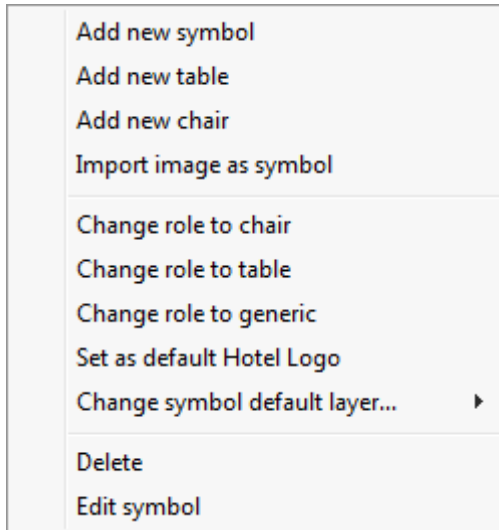 Add new symbol
Add new table
Add new chair
Import image as symbol
Change role to chair
Change role to table
Change role to generic
Set as default Hotel Logo
Change symbol default layer...
Delete
Edit symbol